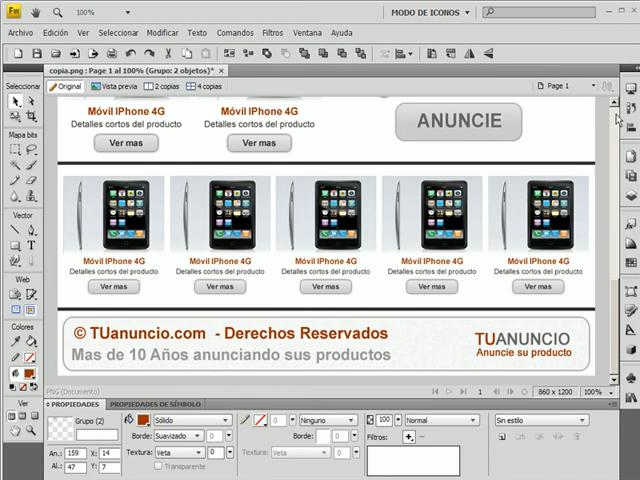 Fw 100% MODO DE ICONOS
Archivo Edición Ver Seleccionar Modificar Texto Comandos Filtros Ventana Ayuda
copia.png : Page 1 al 100% (Grupo: 2 objetos)*
Original Vista previa 2 copias 4 copias Page 1
Seleccionar
Mapa bits
Vector
Web
Colores
Ver
Móvil IPhone 4G Móvil IPhone 4G
Detalles cortos del producto Detalles cortos del producto
Ver mas Ver mas
ANUNCIE
Móvil IPhone 4G Móvil IPhone 4G Móvil IPhone 4G Móvil IPhone 4G Móvil IPhone 4G
Detalles cortos del producto Detalles cortos del producto Detalles cortos del producto Detalles cortos del producto Detalles cortos del producto
Ver mas Ver mas Ver mas Ver mas Ver mas
© TUanuncio.com - Derechos Reservados
Mas de 10 Años anunciando sus productos
TUANUNCIO
Anuncie su producto
PNG (Documento) 1 860 x 1200 100%
PROPIEDADES PROPIEDADES DE SÍMBOLO
Grupo (2) Sólido 0 Ninguno 100 Normal Sin estilo
Borde: Suavizado 0 Borde: 0 Filtros:
An.: 159 X: 14 Textura: Veta 0 Textura: Veta 0
Al.: 47 Y: 7 Transparente